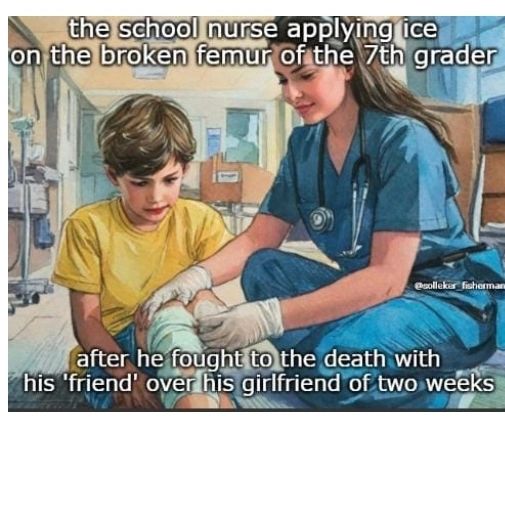 the school nurse applying ice
on the broken femur of the 7th grader
@solleker_fisherman
after he fought to the death with
his 'friend' over his girlfriend of two weeks